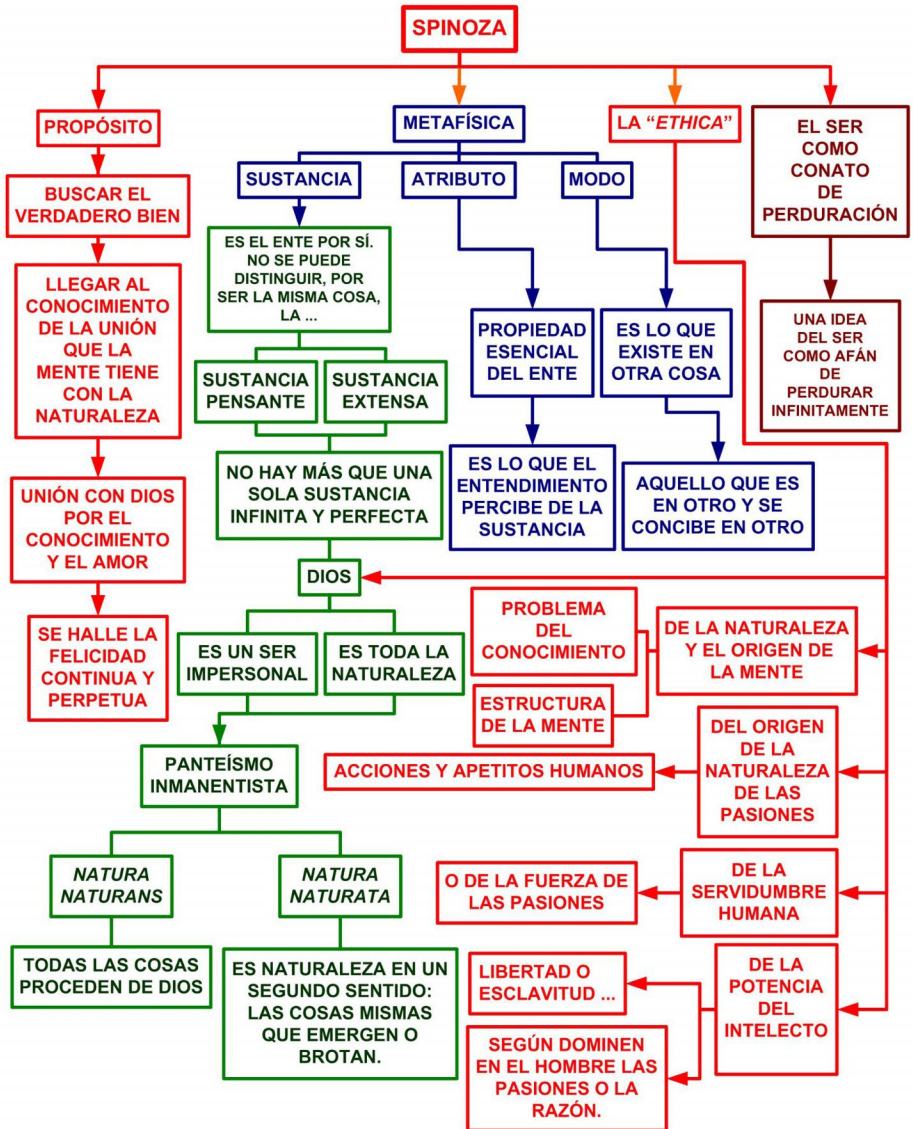 SPINOZA
PROPÓSITO
BUSCAR EL
VERDADERO BIEN
LLEGAR AL
CONOCIMIENTO
DE LA UNIÓN
QUE LA
MENTE TIENE
CON LA
NATURALEZA
UNIÓN CON DIOS
POR EL
CONOCIMIENTO
Y EL AMOR
SE HALLE LA
FELICIDAD
CONTINUA Y
PERPETUA
METAFÍSICA
SUSTANCIA
ES EL ENTE POR SÍ.
NO SE PUEDE
DISTINGUIR, POR
SER LA MISMA COSA,
LA ...
SUSTANCIA
PENSANTE
SUSTANCIA
EXTENSA
NO HAY MÁS QUE UNA
SOLA SUSTANCIA
INFINITA Y PERFECTA
DIOS
ES UN SER
IMPERSONAL
ES TODA LA
NATURALEZA
PANTEÍSMO
INMANENTISTA
NATURA
NATURANS
TODAS LAS COSAS
PROCEDEN DE DIOS
NATURA
NATURATA
ES NATURALEZA EN UN
SEGUNDO SENTIDO:
LAS COSAS MISMAS
QUE EMERGEN O
BROTAN.
ATRIBUTO
PROPIEDAD
ESENCIAL
DEL ENTE
ES LO QUE EL
ENTENDIMIENTO
PERCIBE DE LA
SUSTANCIA
MODO
ES LO QUE
EXISTE EN
OTRA COSA
AQUELLO QUE ES
EN OTRO Y SE
CONCIBE EN OTRO
LA “ETHICA”
DE LA NATURALEZA
Y EL ORIGEN DE
LA MENTE
PROBLEMA
DEL
CONOCIMIENTO
ESTRUCTURA
DE LA MENTE
DEL ORIGEN
DE LA
NATURALEZA
DE LAS
PASIONES
ACCIONES Y APETITOS HUMANOS
DE LA
SERVIDUMBRE
HUMANA
O DE LA FUERZA DE
LAS PASIONES
DE LA
POTENCIA
DEL
INTELECTO
LIBERTAD O
ESCLAVITUD ...
SEGÚN DOMINEN
EN EL HOMBRE LAS
PASIONES O LA
RAZÓN.
EL SER
COMO
CONATO
DE
PERDURACIÓN
UNA IDEA
DEL SER
COMO AFÁN
DE
PERDURAR
INFINITAMENTE